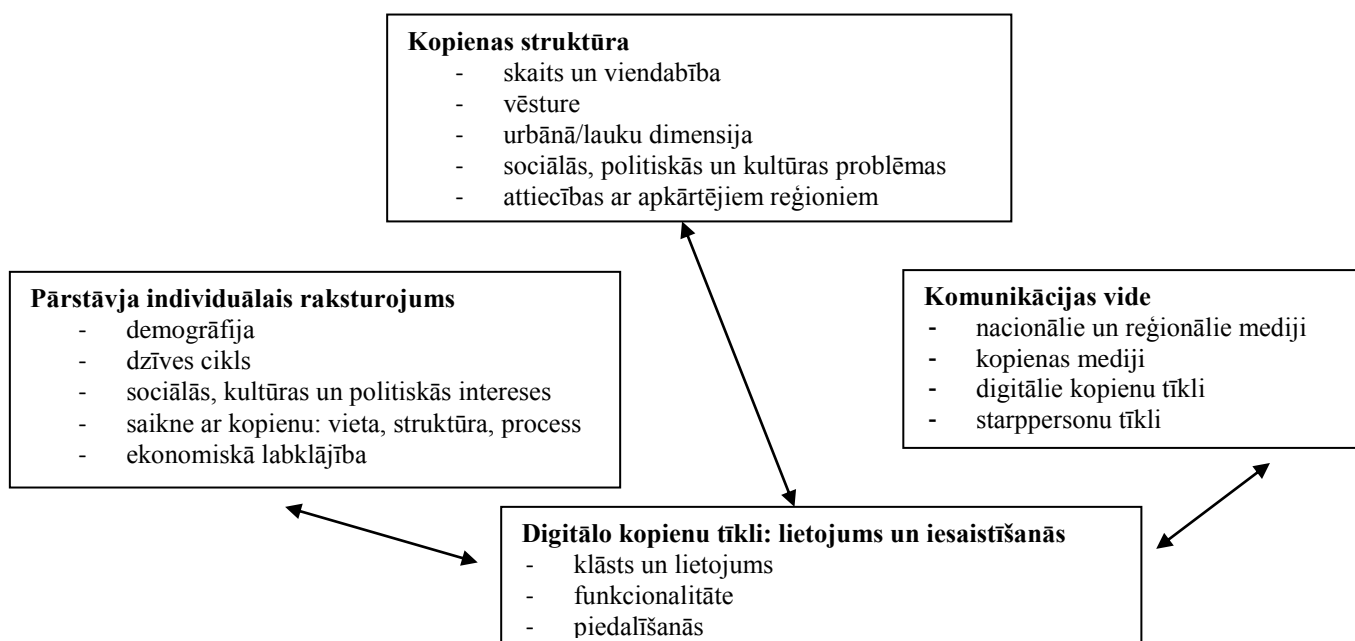 Kopienas struktūra
- skaits un viendabība
- vēsture
- urbānā/lauku dimensija
- sociālās, politiskās un kultūras problēmas
- attiecības ar apkārtējiem reģioniem
Pārstāvja individuālais raksturojums
- demogrāfija
- dzīves cikls
- sociālās, kultūras un politiskās intereses
- saikne ar kopienu: vieta, struktūra, process
- ekonomiskā labklājība
Komunikācijas vide
- nacionālie un reģionālie mediji
- kopienas mediji
- digitālie kopienu tīkli
- starppersonu tīkli
Digitālo kopienu tīkli: lietojums un iesaistīšanās
- klāsts un lietojums
- funkcionalitāte
- piedalīšanās